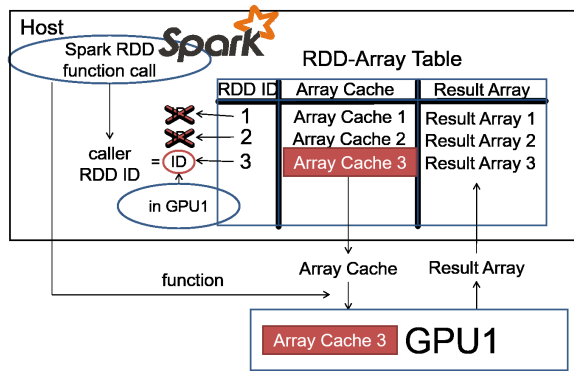 Host
Spark
Spark RDD
function call
RDD-Array Table
RDD ID Array Cache Result Array
1 Array Cache 1 Result Array 1
2 Array Cache 2 Result Array 2
caller
RDD ID
= ID 3 Array Cache 3 Result Array 3
in GPU1
function
Array Cache Result Array
Array Cache 3 GPU1